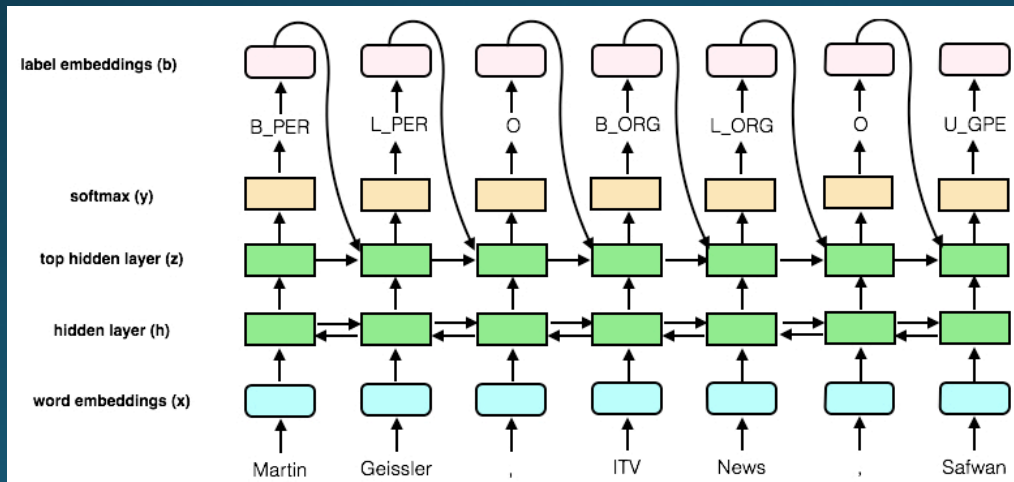 label embeddings (b)
B_PER L_PER O B_ORG L_ORG O U_GPE
softmax (y)
top hidden layer (z)
hidden layer (h)
word embeddings (x)
Martin Geissler , ITV News , Safwan